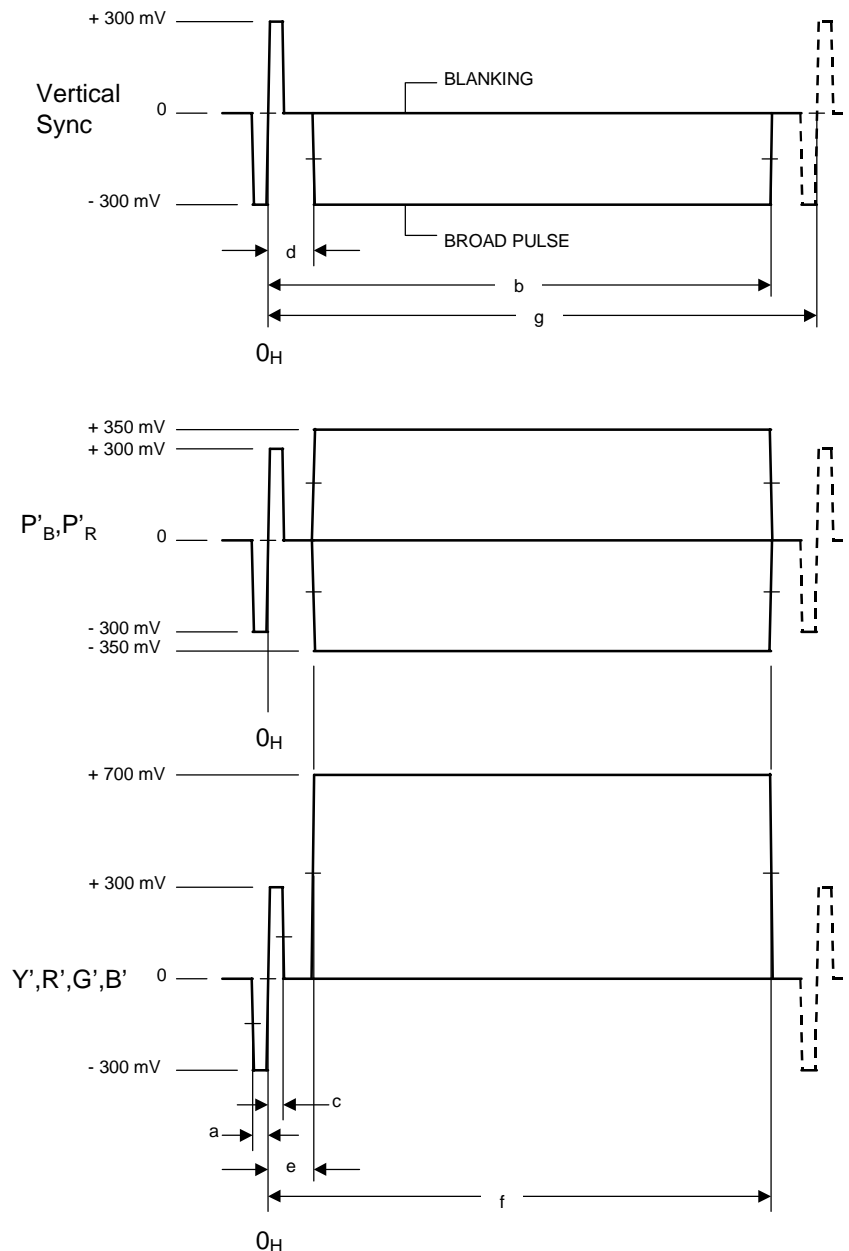 + 300 mV
BLANKING
Vertical
Sync
0
- 300 mV
BROAD PULSE
d
b
g
0H
+ 350 mV
+ 300 mV
P'B,P'R
0
- 300 mV
- 350 mV
0H
+ 700 mV
+ 300 mV
Y',R',G',B'
0
- 300 mV
c
a
e
f
0H